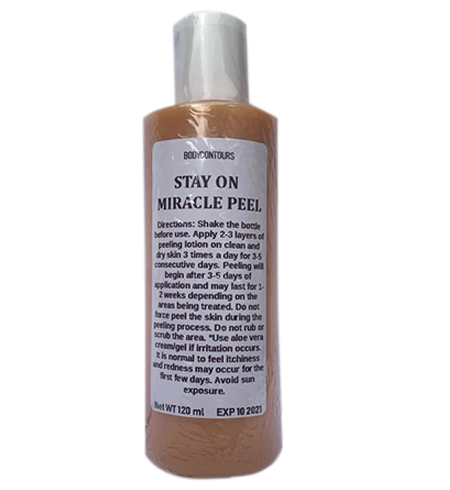 BODYCONTOURS
STAY ON
MIRACLE PEEL
Directions: Shake the bottle
before use. Apply 2-3 layers of
peeling lotion on clean and
dry skin 3 times a day for 3-5
consecutive days. Peeling will
begin after 3-5 days of
application and may last for 1-
2 weeks depending on the
areas being treated. Do not
force peel the skin during the
peeling process. Do not rub or
scrub the area. *Use aloe vera
cream/gel if irritation occurs.
It is normal to feel itchiness
and redness may occur for the
first few days. Avoid sun
exposure.
Net WT 120 ml EXP 10 2021